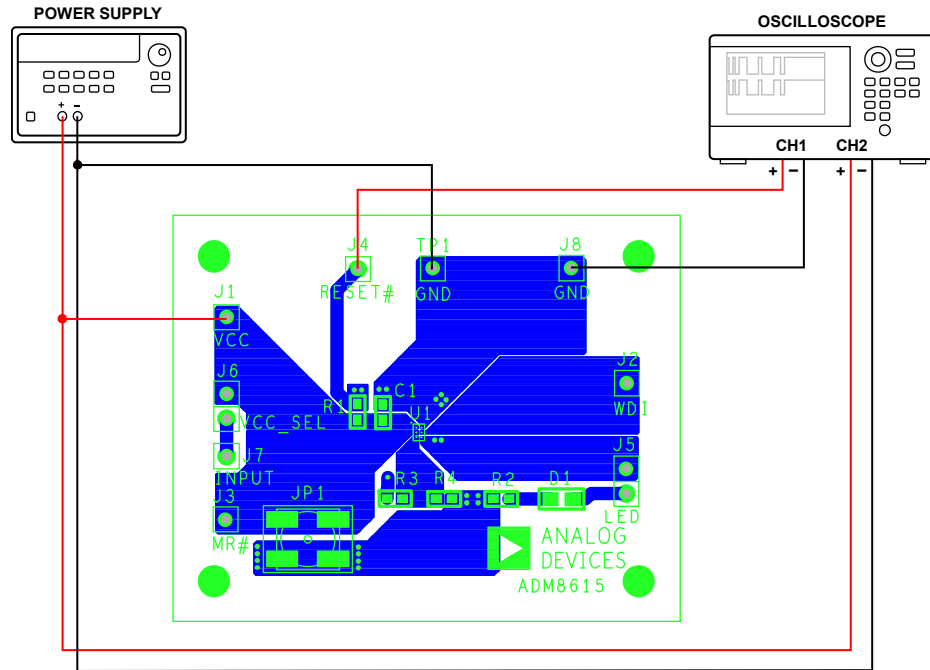 POWER SUPPLY
OSCILLOSCOPE
+ −
CH1 CH2
+ − + −
J4 TP1 J8
RESET# GND GND
J1
VCC
J6
J2
R1 C1
WDI
VCC_SEL
U1
J7
J5
INPUT
R3 R4 R2 D1
J3 JP1
LED
MR#
ANALOG
DEVICES
ADM8615